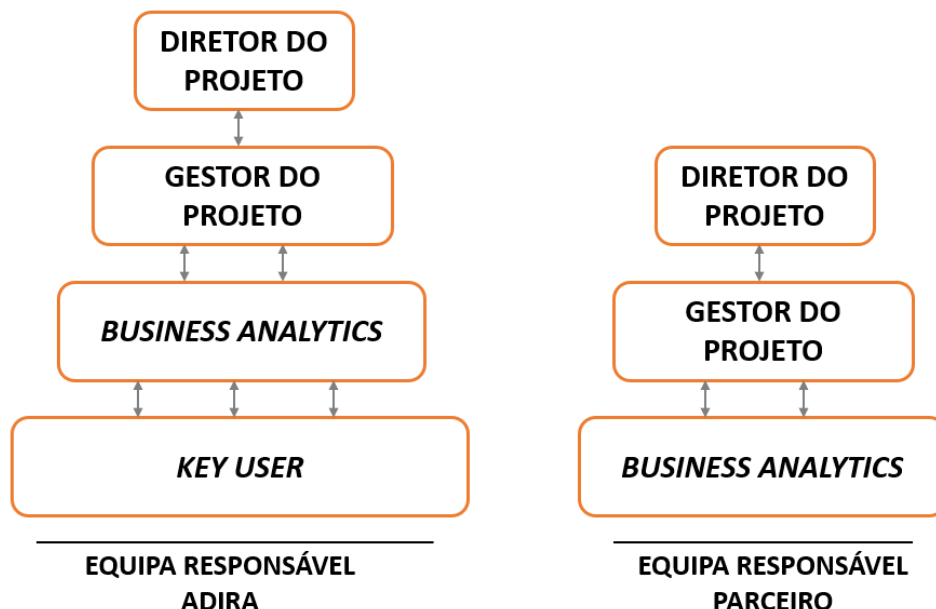 DIRETOR DO
PROJETO
GESTOR DO
PROJETO
BUSINESS ANALYTICS
KEY USER
EQUIPA RESPONSÁVEL
ADIRA
DIRETOR DO
PROJETO
GESTOR DO
PROJETO
BUSINESS ANALYTICS
EQUIPA RESPONSÁVEL
PARCEIRO